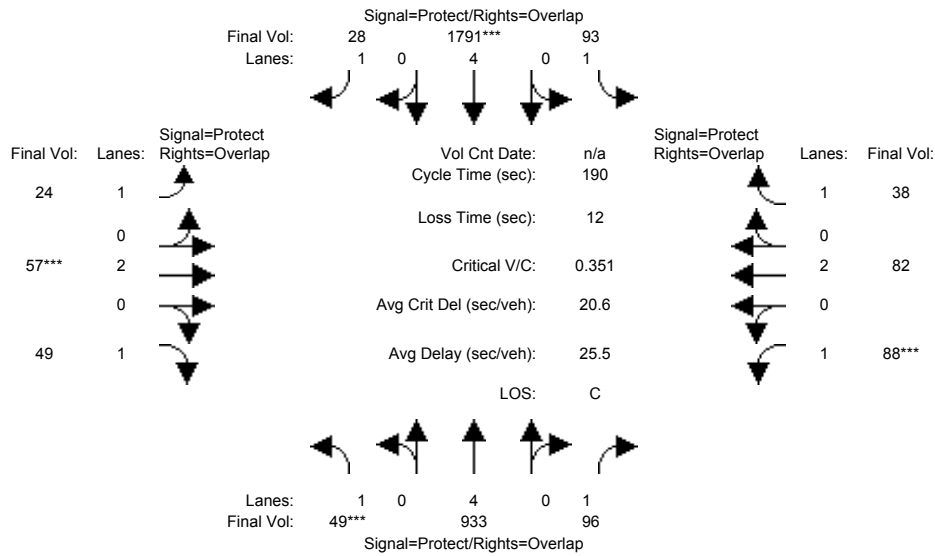 Signal=Protect/Rights=Overlap
Final Vol: 28 1791*** 93
Lanes: 1 0 4 0 1
Signal=Protect Signal=Protect
Final Vol: Lanes: Rights=Overlap Vol Cnt Date: n/a Rights=Overlap Lanes: Final Vol:
Cycle Time (sec): 190
24 1 1 38
Loss Time (sec): 12
0 0
57*** 2 Critical V/C: 0.351 2 82
0 Avg Crit Del (sec/veh): 20.6 0
49 1 Avg Delay (sec/veh): 25.5 1 88***
LOS: C
Lanes: 1 0 4 0 1
Final Vol: 49*** 933 96
Signal=Protect/Rights=Overlap